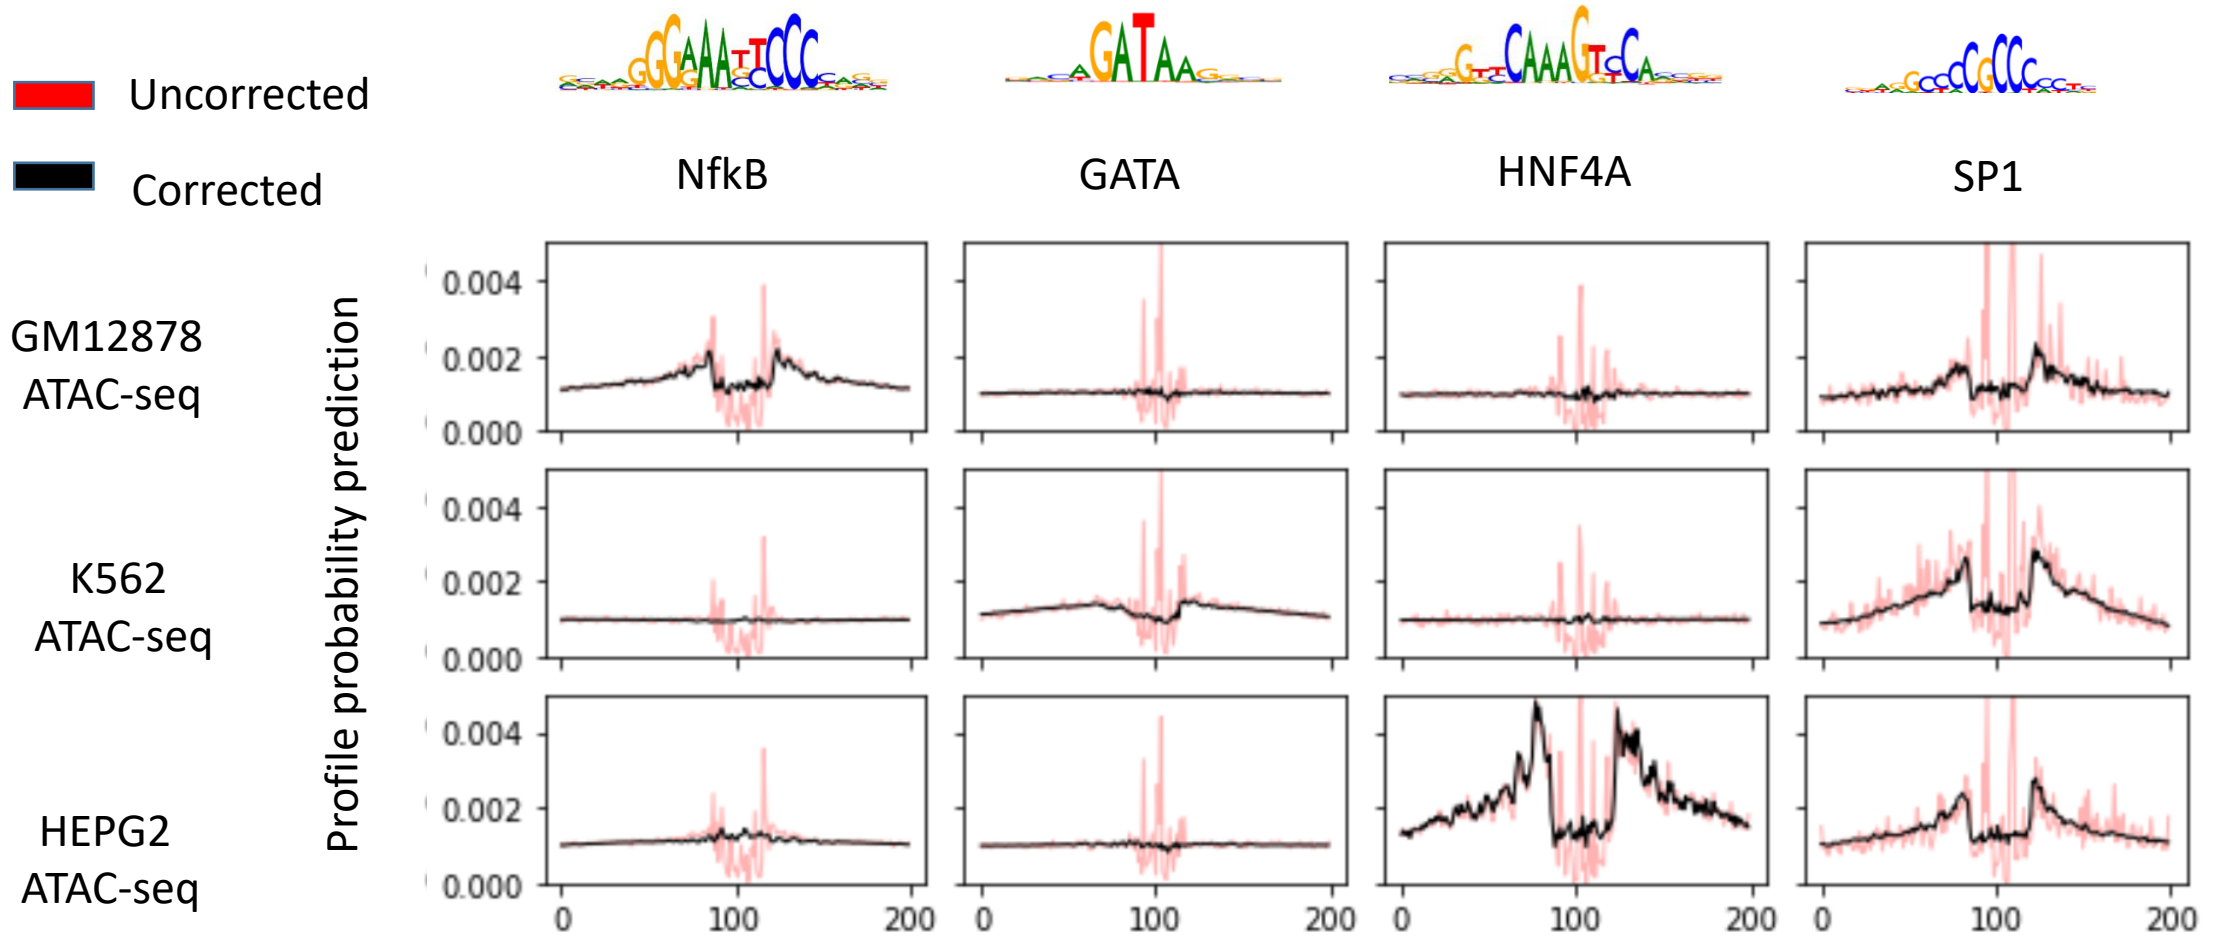 Uncorrected
Corrected
NfkB
GATA
HNF4A
SP1
GM12878
ATAC-seq
K562
ATAC-seq
HEPG2
ATAC-seq
Profile probability prediction
0.004
0.002
0.000
0.004
0.002
0.000
0.004
0.002
0.000
0 100 200
0 100 200
0 100 200
0 100 200